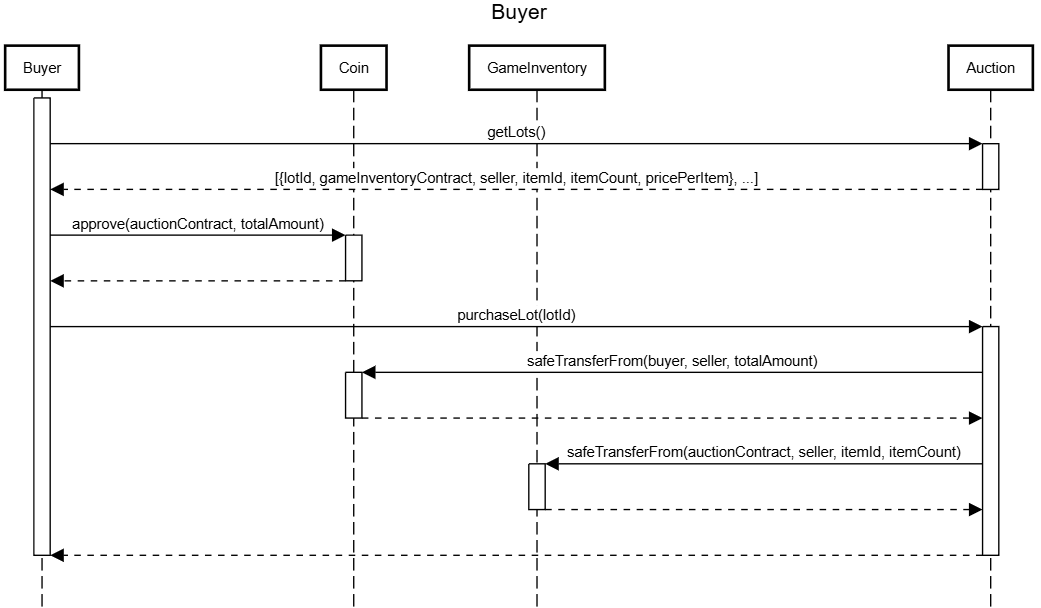 Buyer
Buyer
Coin
GameInventory
Auction
getLots()
[{lotId, gameInventoryContract, seller, itemId, itemCount, pricePerItem}, ...]
approve(auctionContract, totalAmount)
purchaseLot(lotId)
safeTransferFrom(buyer, seller, totalAmount)
safeTransferFrom(auctionContract, seller, itemId, itemCount)